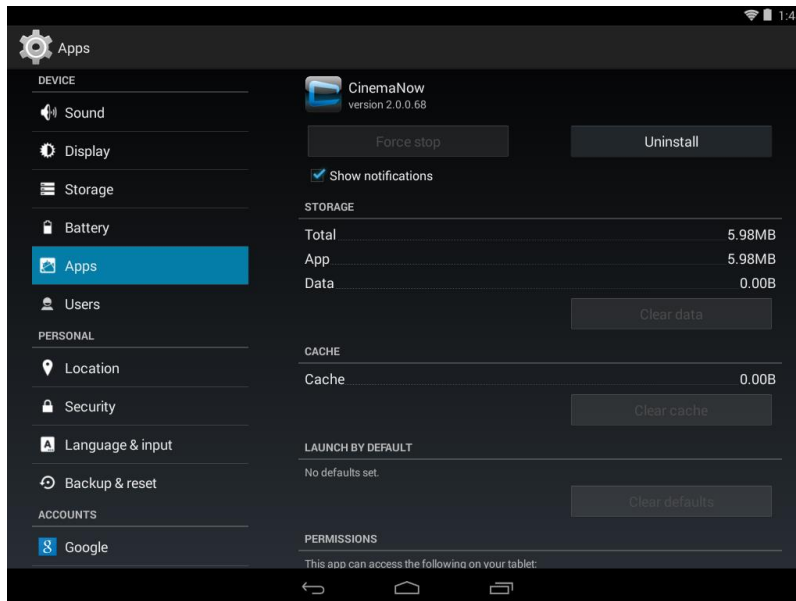 1:4
Apps
DEVICE
Sound
Display
Storage
Battery
Apps
Users
PERSONAL
Location
Security
Language & input
Backup & reset
ACCOUNTS
Google
CinemaNow
version 2.0.0.68
Force stop Uninstall
Show notifications
STORAGE
Total 5.98MB
App 5.98MB
Data 0.00B
Clear data
CACHE
Cache 0.00B
Clear cache
LAUNCH BY DEFAULT
No defaults set.
Clear defaults
PERMISSIONS
This app can access the following on your tablet: